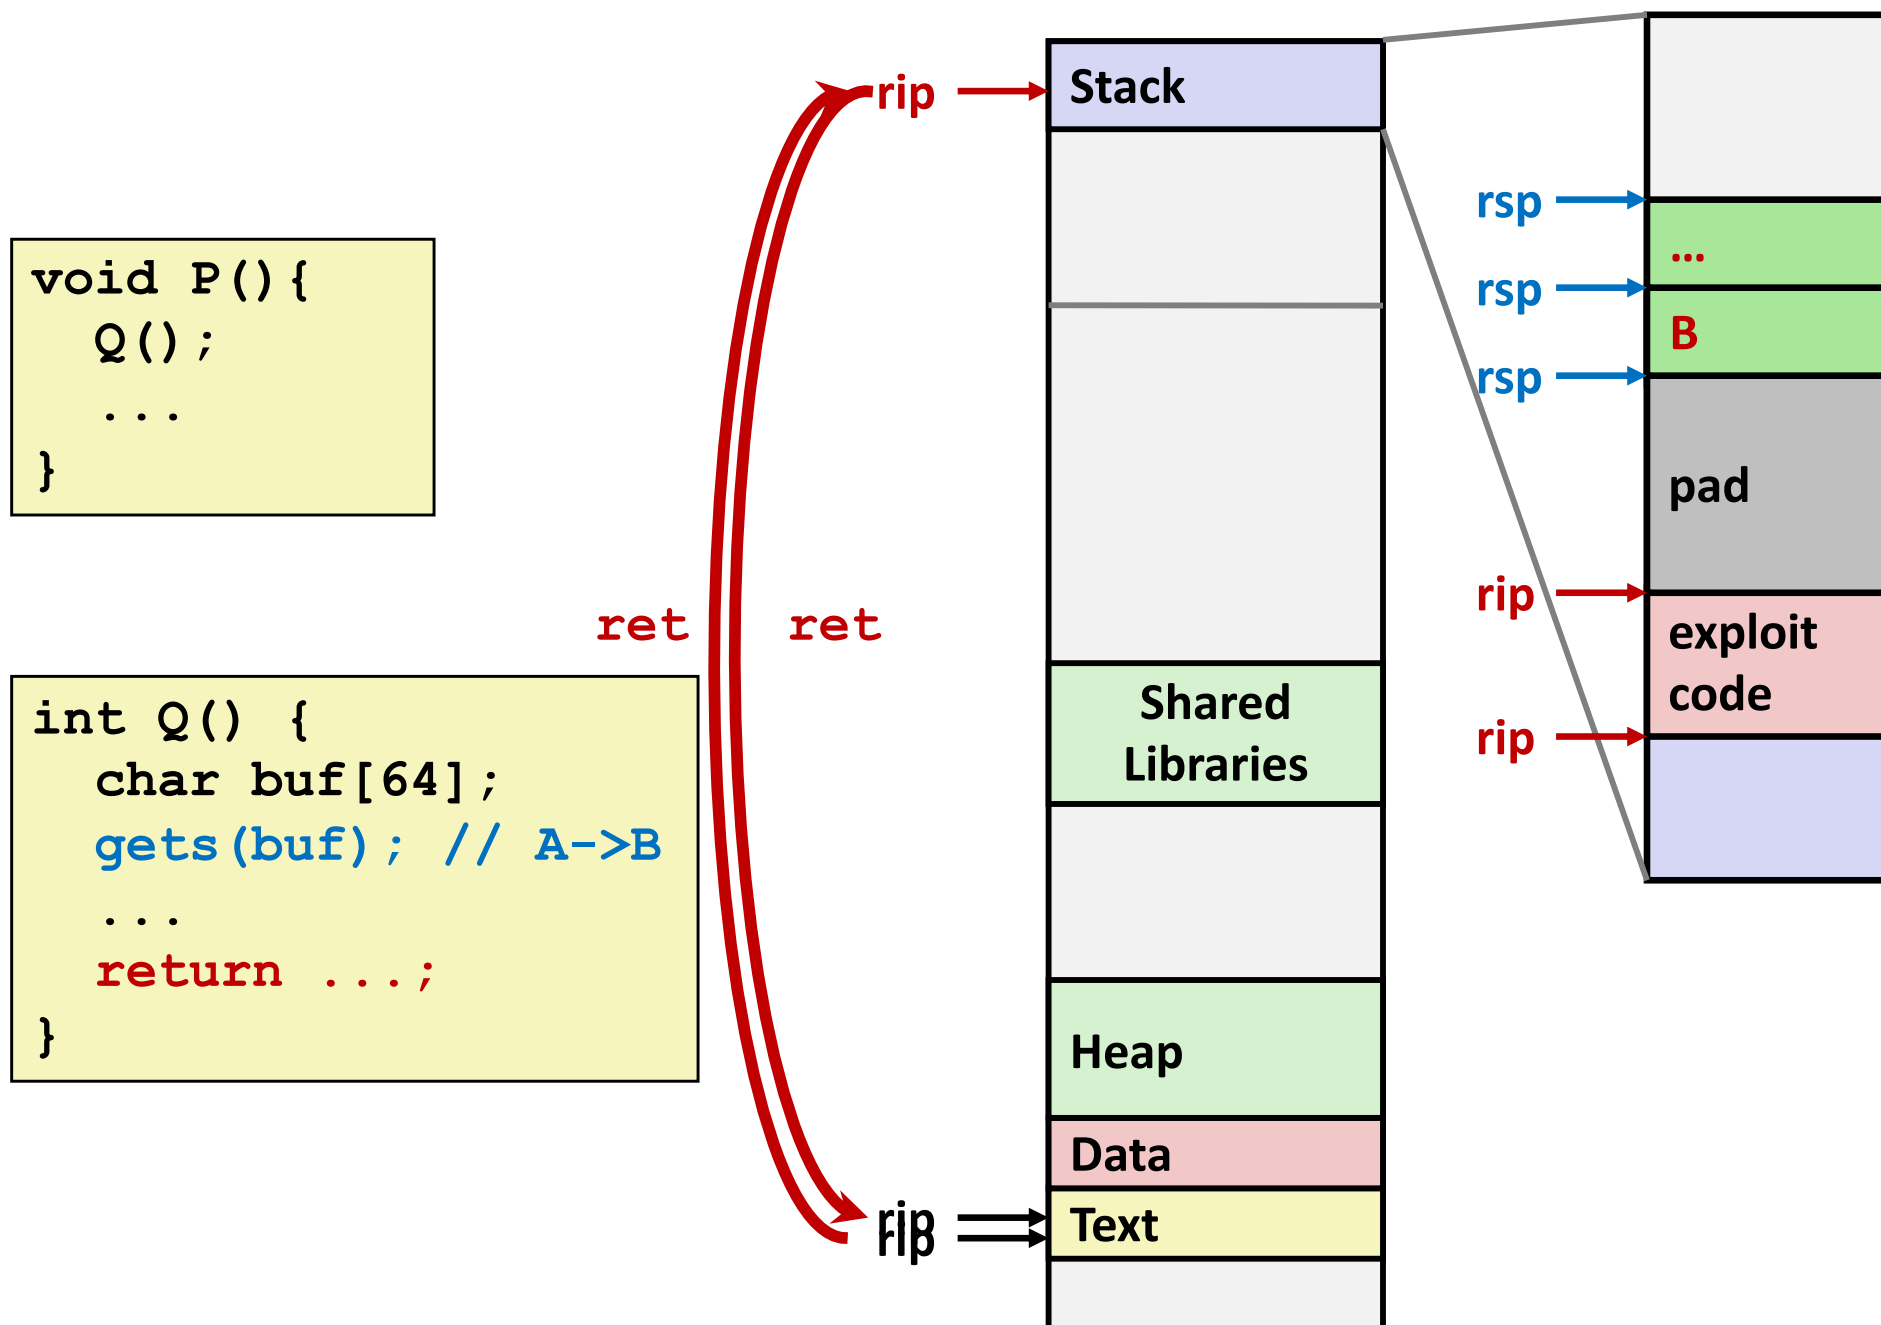 void P(){
Q();
...
}
int Q() {
char buf[64];
gets(buf); // A->B
...
return ...;
}
ret
ret
rip
rip
rip
Stack
Shared
Libraries
Heap
Data
Text
rsp
rsp
rsp
rip
rip
...
B
pad
exploit
code